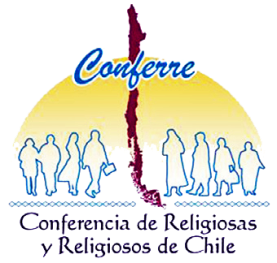 Conferre
Conferencia de Religiosas
y Religiosos de Chile